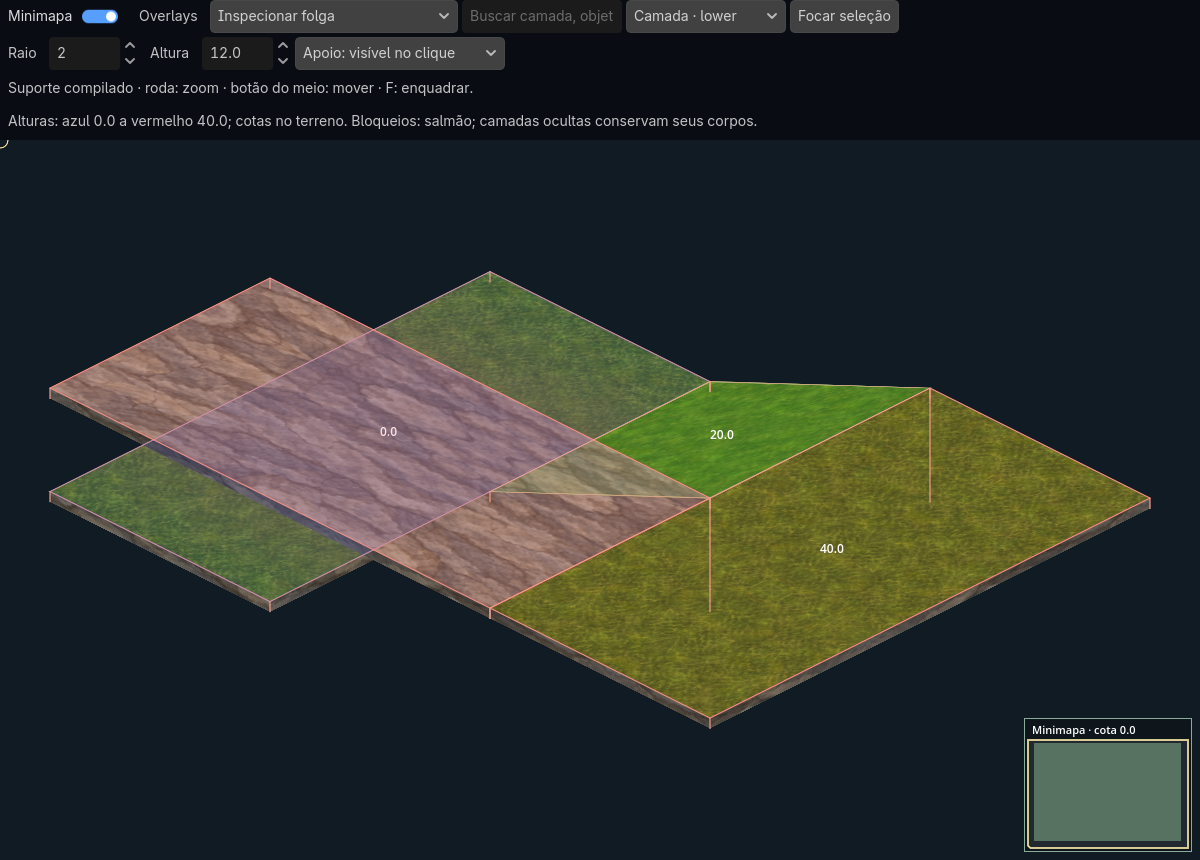 Minimapa Overlays Inspecionar folga Buscar camada, objet Camada · lower Focar seleção
Raio 2 Altura 12.0 Apoio: visível no clique
Suporte compilado · roda: zoom · botão do meio: mover · F: enquadrar.
Alturas: azul 0.0 a vermelho 40.0; cotas no terreno. Bloqueios: salmão; camadas ocultas conservam seus corpos.
0.0
20.0
40.0
Minimapa · cota 0.0